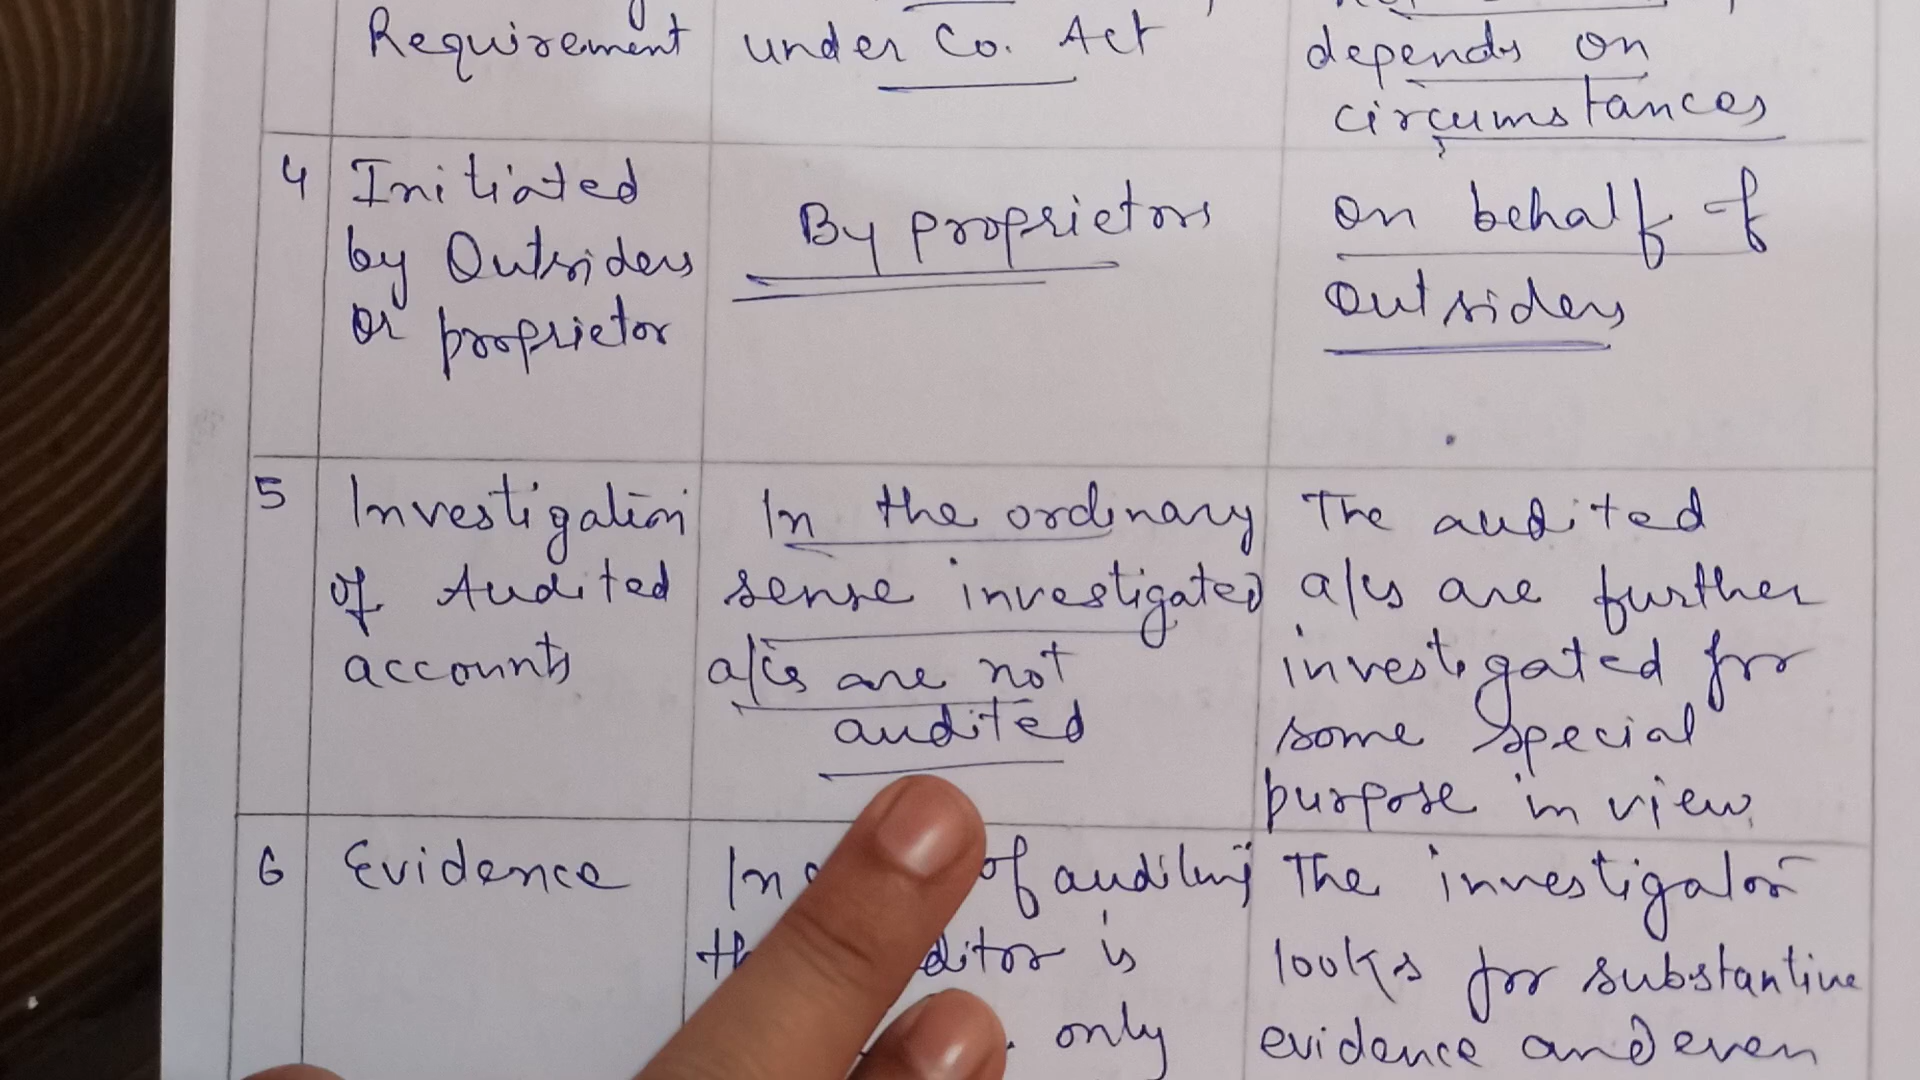 Requirement
under Co. Act
depends on
circumstances
4
Initiated
by Outsiders
or proprietor
By proprietors
on behalf of
outsiders
5
Investigation
of Audited
accounts
In the ordinary
sense investigated
a/cs are not
audited
The audited
a/cs are further
investigated for
some special
purpose in view.
6
Evidence
In of auditing
is
only
The investigator
looks for substantive
evidence and even